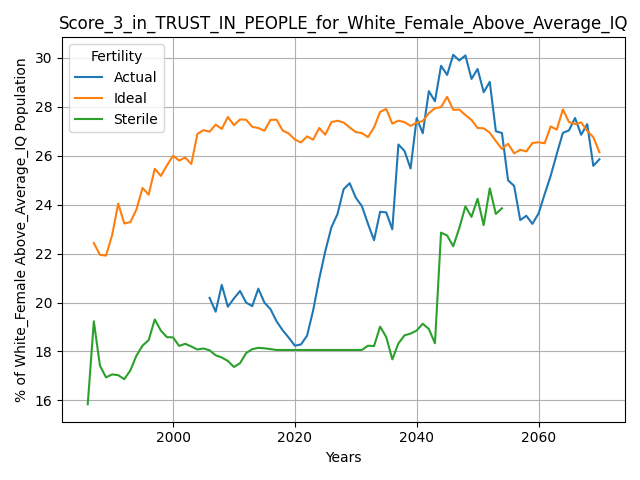 Score_3_in_TRUST_IN_PEOPLE_for_White_Female_Above_Average_IQ
% of White_Female Above_Average_IQ Population
Fertility
Actual
Ideal
Sterile
30
28
26
24
22
20
18
16
2000
2020
2040
2060
Years